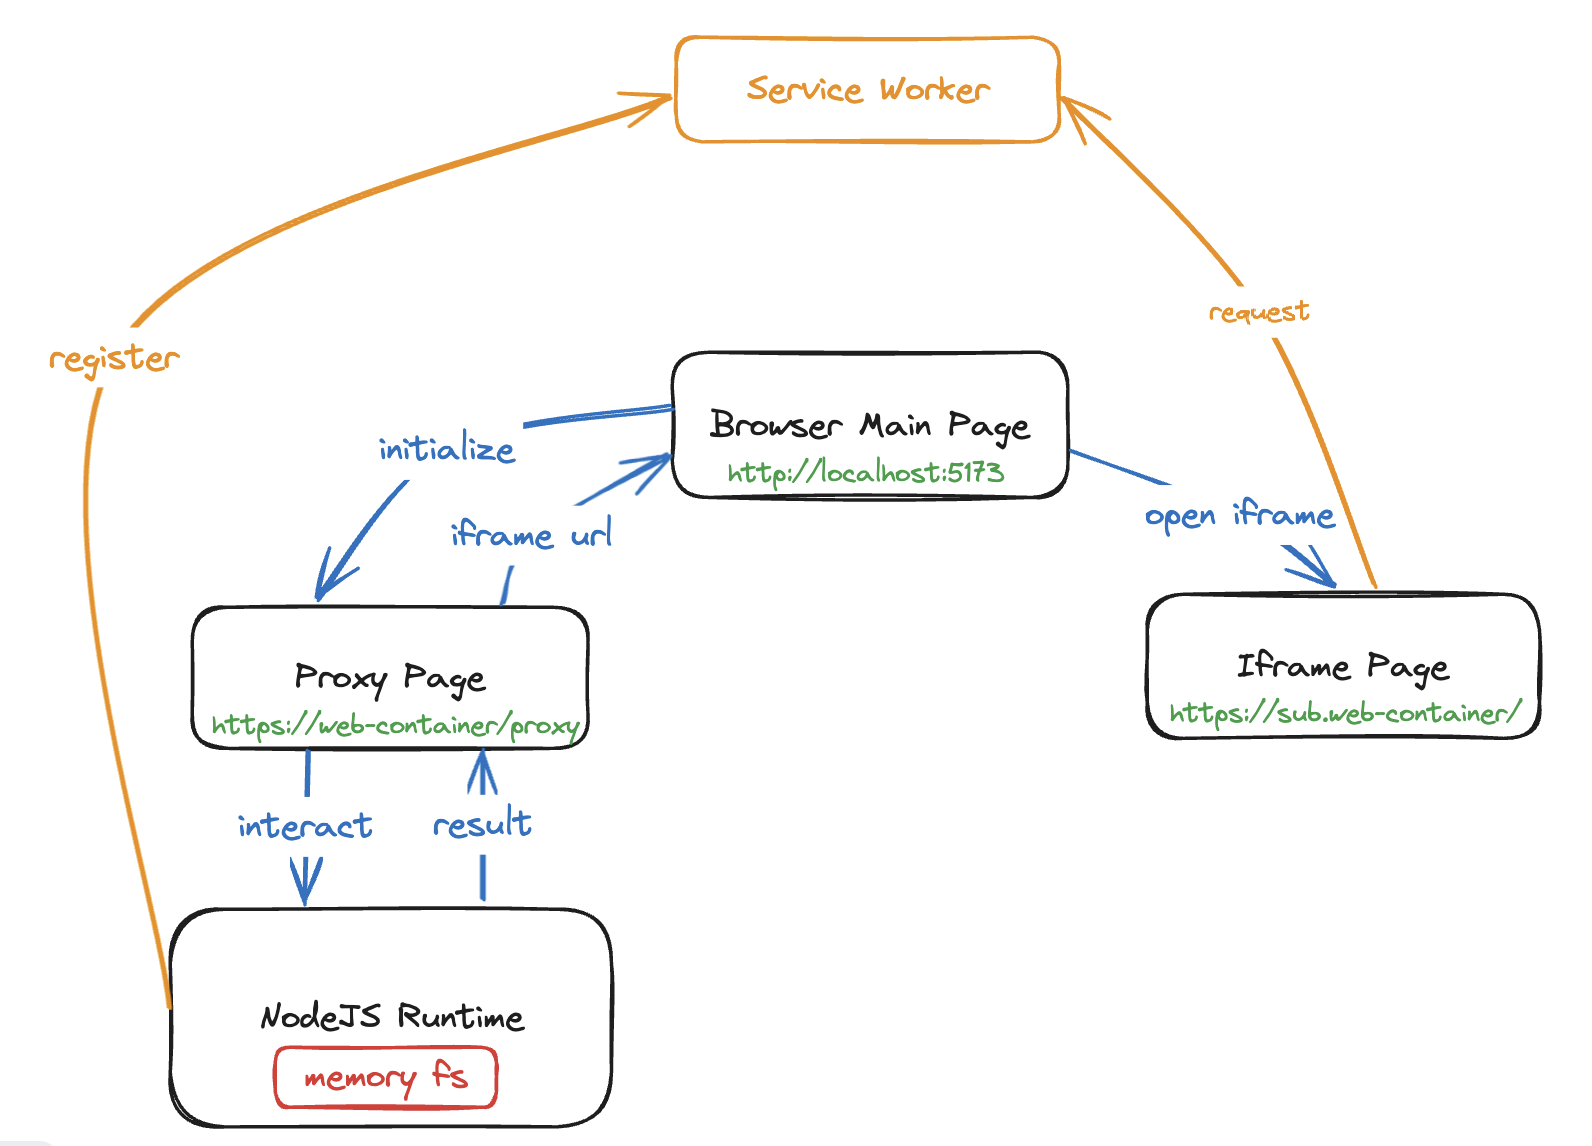 Service Worker
request
register
Browser Main Page
http://localhost:5173
initialize
iframe url
open iframe
Proxy Page
https://web-container/proxy
Iframe Page
https://sub.web-container/
interact
result
NodeJS Runtime
memory fs